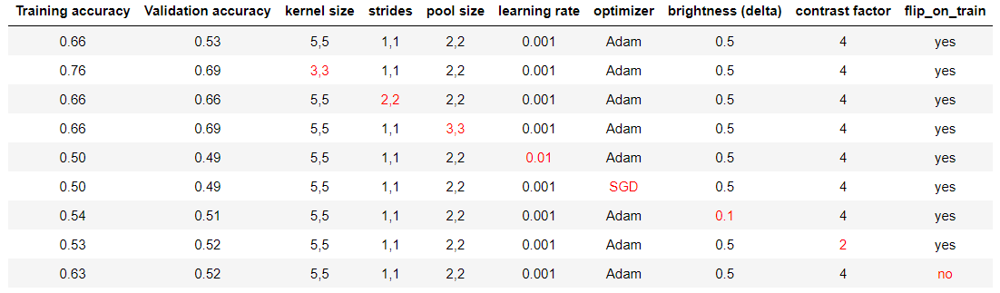 Training accuracy Validation accuracy kernel size strides pool size learning rate optimizer brightness (delta) contrast factor flip_on_train
0.66 0.53 5,5 1,1 2,2 0.001 Adam 0.5 4 yes
0.76 0.69 3,3 1,1 2,2 0.001 Adam 0.5 4 yes
0.66 0.66 5,5 2,2 2,2 0.001 Adam 0.5 4 yes
0.66 0.69 5,5 1,1 3,3 0.001 Adam 0.5 4 yes
0.50 0.49 5,5 1,1 2,2 0.01 Adam 0.5 4 yes
0.50 0.49 5,5 1,1 2,2 0.001 SGD 0.5 4 yes
0.54 0.51 5,5 1,1 2,2 0.001 Adam 0.1 4 yes
0.53 0.52 5,5 1,1 2,2 0.001 Adam 0.5 2 yes
0.63 0.52 5,5 1,1 2,2 0.001 Adam 0.5 4 no